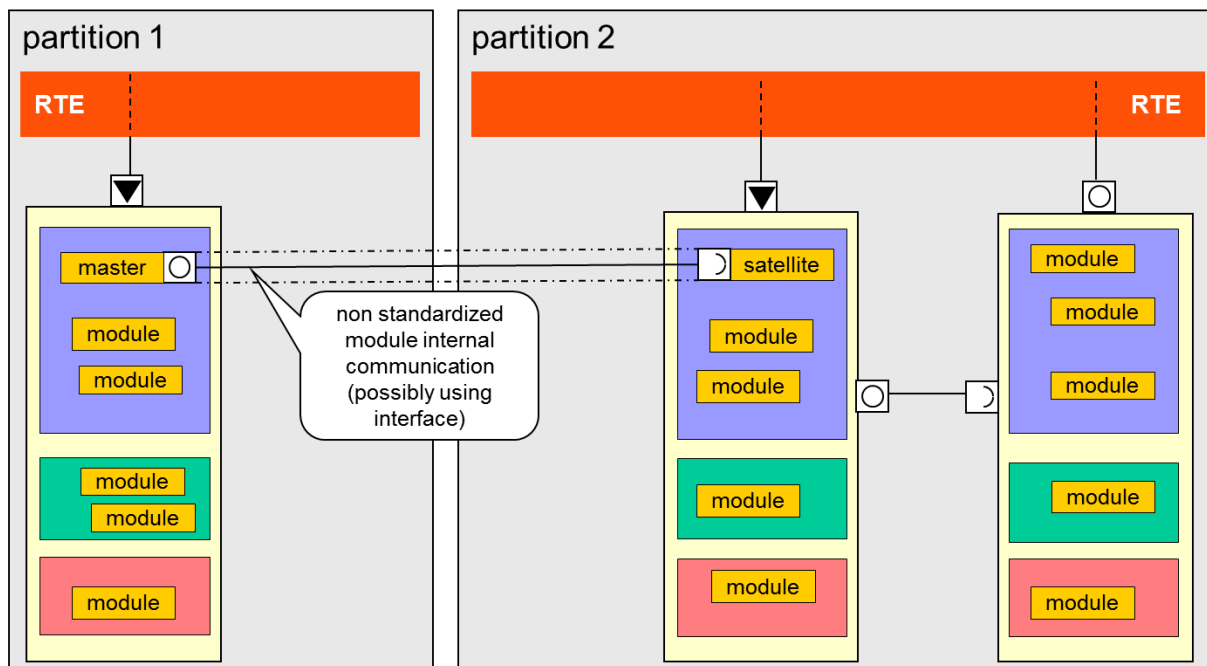 partition 1
RTE
master
module
module
non standardized
module internal
communication
(possibly using
interface)
module
module
module
partition 2
RTE
satellite
module
module
module
module
module
module
module
module
module